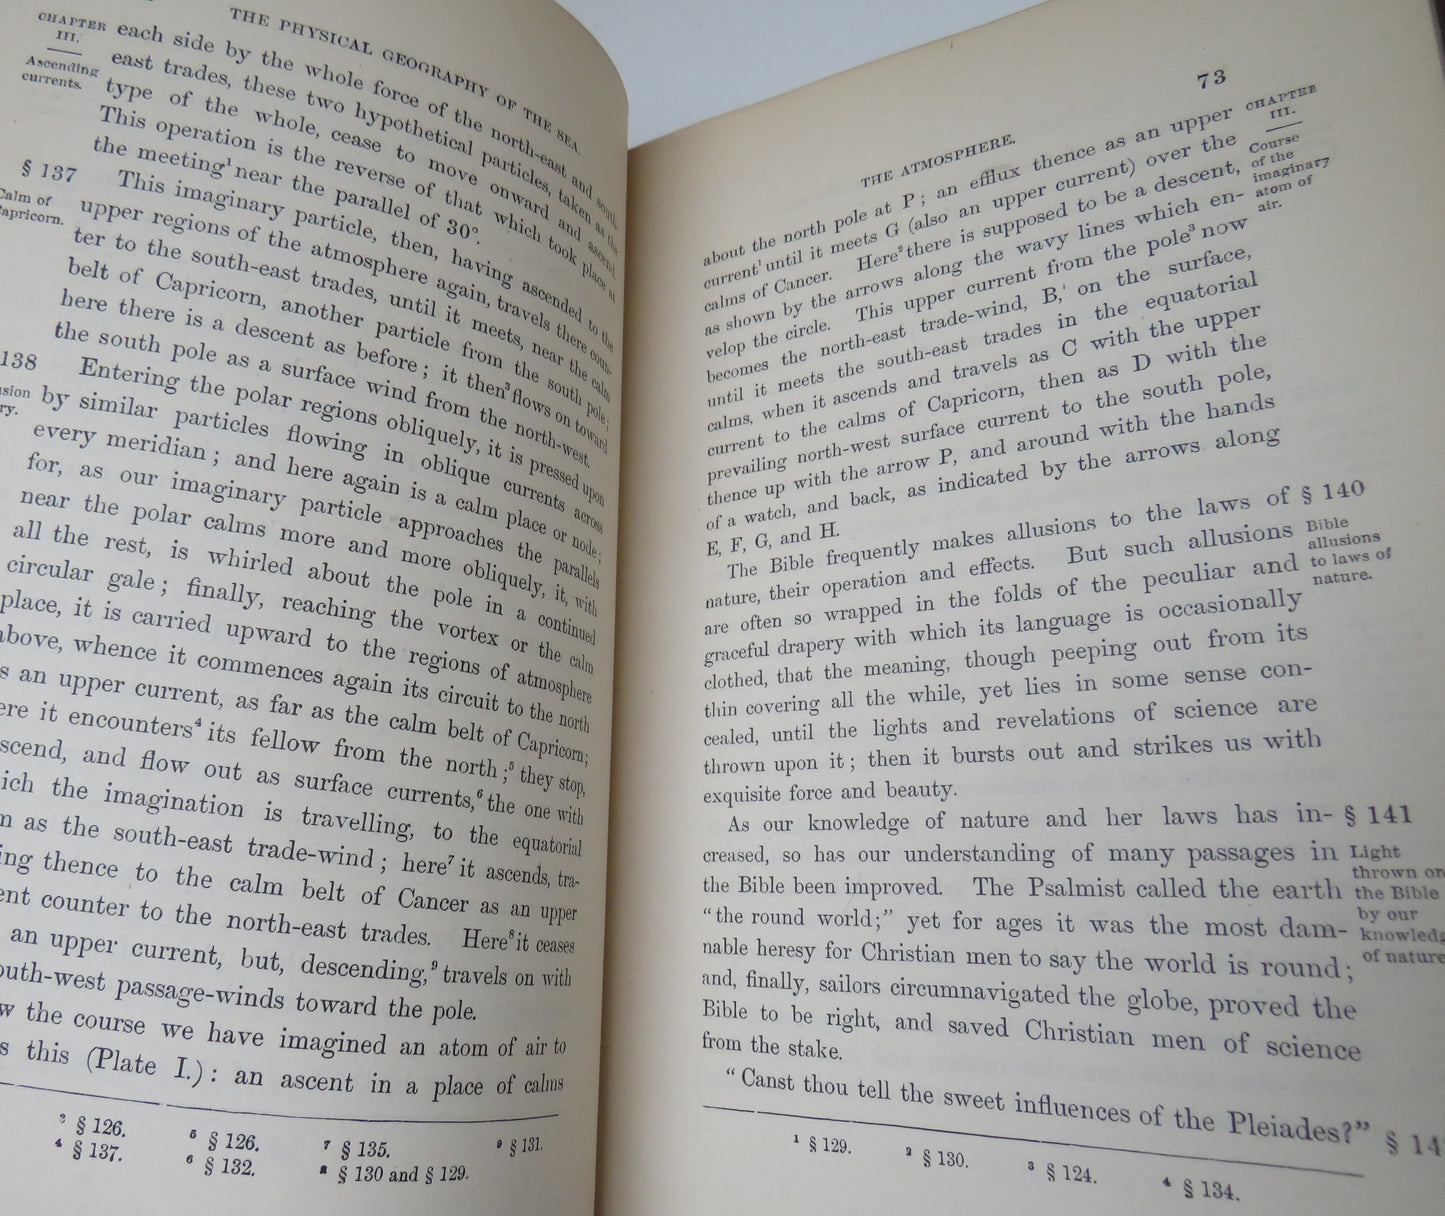 THE PHYSICAL GEOGRAPHY OF THE SEA
CHAPTER
III.
Ascending
currents.
each side by the whole force of the north-east and south-
east trades, these two hypothetical particles, taken as the
type of the whole, cease to move onward and ascend.
This operation is the reverse of that which took place at
the meeting¹ near the parallel of 30°.
§ 137
Calm of
Capricorn.
This imaginary particle, then, having ascended to the
upper regions of the atmosphere again, travels there coun-
ter to the south-east trades, until it meets, near the calm
belt of Capricorn, another particle from the south pole;
here there is a descent as before; it then³ flows on toward
the south pole as a surface wind from the north-west.
138
Entering the polar regions obliquely, it is pressed upon
by similar particles flowing in oblique currents across
every meridian; and here again is a calm place or node;
for, as our imaginary particle approaches the parallels
near the polar calms more and more obliquely, it, with
all the rest, is whirled about the pole in a continued
circular gale; finally, reaching the vortex or the calm
place, it is carried upward to the regions of atmosphere
above, whence it commences again its circuit to the north
s an upper current, as far as the calm belt of Capricorn;
ere it encounters⁴ its fellow from the north;⁵ they stop,
scend, and flow out as surface currents,⁶ the one with
ich the imagination is travelling, to the equatorial
m as the south-east trade-wind; here⁷ it ascends, tra-
ing thence to the calm belt of Cancer as an upper
ent counter to the north-east trades. Here⁸ it ceases
an upper current, but, descending,⁹ travels on with
outh-west passage-winds toward the pole.
w the course we have imagined an atom of air to
s this (Plate I.): an ascent in a place of calms
³ § 126. ⁵ § 126. ⁷ § 135. ⁹ § 131.
⁴ § 137. ⁶ § 132. ⁸ § 130 and § 129.
THE ATMOSPHERE.
73
CHAPTER
III.
Course
of the
imaginary
atom of
air.
about the north pole at P; an efflux thence as an upper
current¹ until it meets G (also an upper current) over the
calms of Cancer. Here² there is supposed to be a descent,
as shown by the arrows along the wavy lines which en-
velop the circle. This upper current from the pole³ now
becomes the north-east trade-wind, B,⁴ on the surface,
until it meets the south-east trades in the equatorial
calms, when it ascends and travels as C with the upper
current to the calms of Capricorn, then as D with the
prevailing north-west surface current to the south pole,
thence up with the arrow P, and around with the hands
of a watch, and back, as indicated by the arrows along
E, F, G, and H.
§ 140
Bible
allusions
to laws of
nature.
The Bible frequently makes allusions to the laws of
nature, their operation and effects. But such allusions
are often so wrapped in the folds of the peculiar and
graceful drapery with which its language is occasionally
clothed, that the meaning, though peeping out from its
thin covering all the while, yet lies in some sense con-
cealed, until the lights and revelations of science are
thrown upon it; then it bursts out and strikes us with
exquisite force and beauty.
§ 141
Light
thrown on
the Bible
by our
knowledg
of nature
As our knowledge of nature and her laws has in-
creased, so has our understanding of many passages in
the Bible been improved. The Psalmist called the earth
"the round world;" yet for ages it was the most dam-
nable heresy for Christian men to say the world is round;
and, finally, sailors circumnavigated the globe, proved the
Bible to be right, and saved Christian men of science
from the stake.
"Canst thou tell the sweet influences of the Pleiades?" § 14
¹ § 129. ² § 130. ³ § 124. ⁴ § 134.